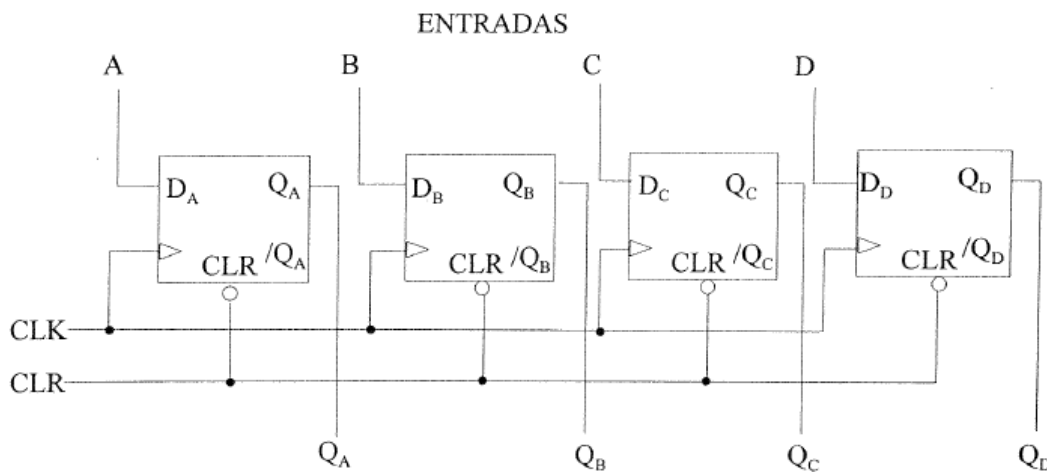 ENTRADAS
A B C D
D_A Q_A D_B Q_B D_C Q_C D_D Q_D
CLR /Q_A CLR /Q_B CLR /Q_C CLR /Q_D
CLK
CLR
Q_A Q_B Q_C Q_D